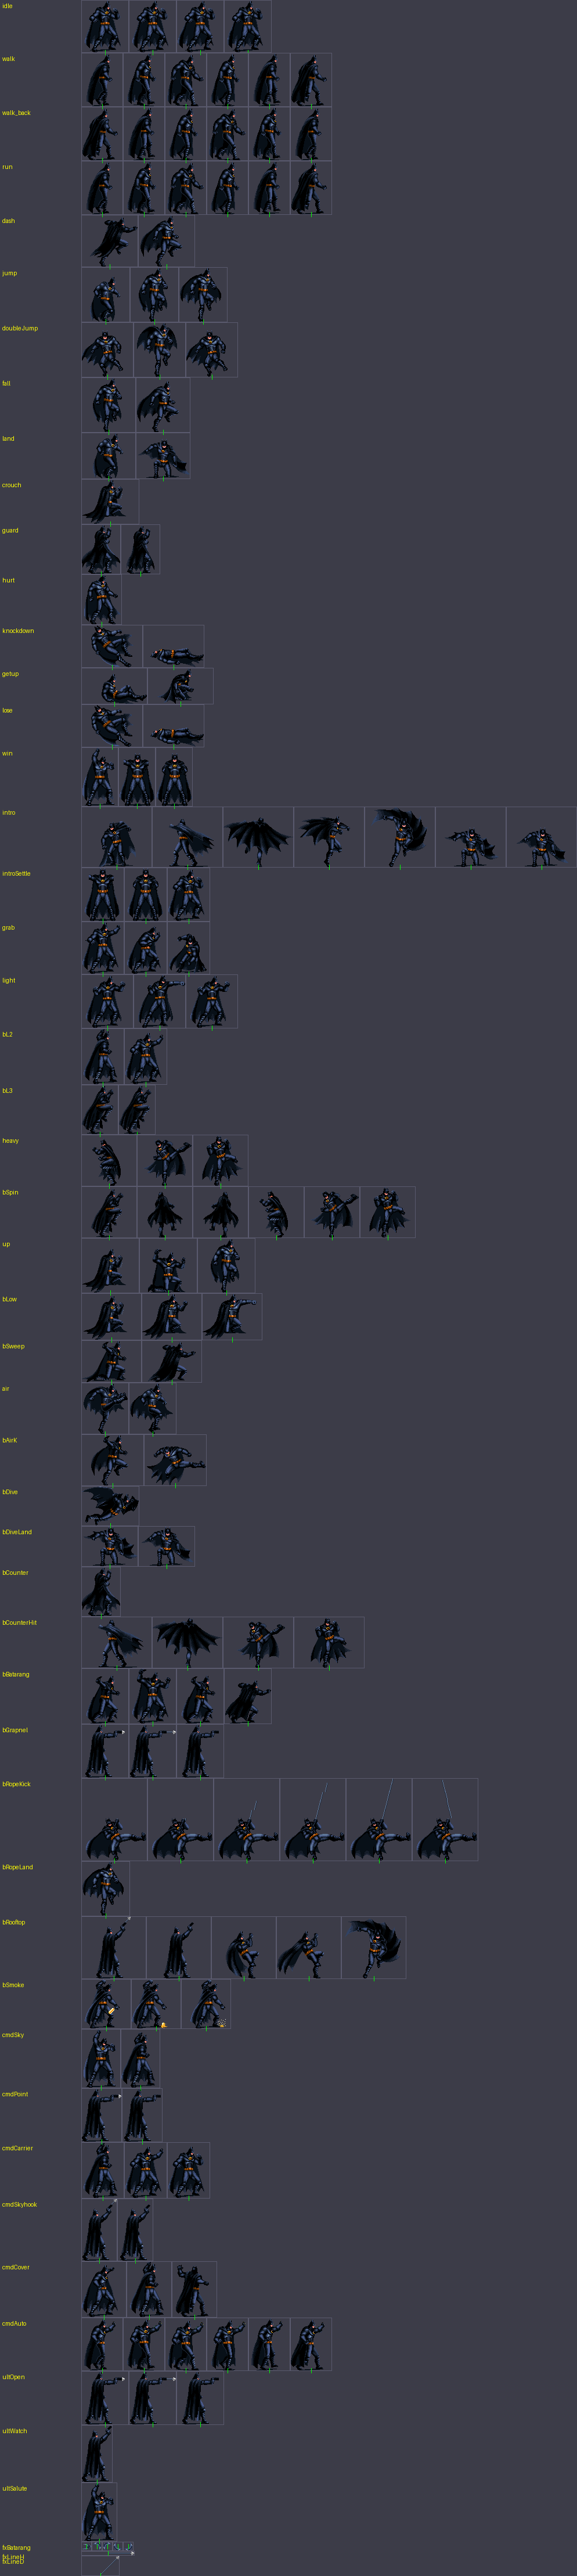 idle
walk
walk_back
run
dash
jump
doubleJump
fall
land
crouch
guard
hurt
knockdown
getup
lose
win
intro
introSettle
grab
light
bL2
bL3
heavy
bSpin
up
bLow
bSweep
air
bAirK
bDive
bDiveLand
bCounter
bCounterHit
bBatarang
bGrapnel
bRopeKick
bRopeLand
bRooftop
bSmoke
cmdSky
cmdPoint
cmdCarrier
cmdSkyhook
cmdCover
cmdAuto
ultOpen
ultWatch
ultSalute
fxBatarang
fxLineH
fxLineD